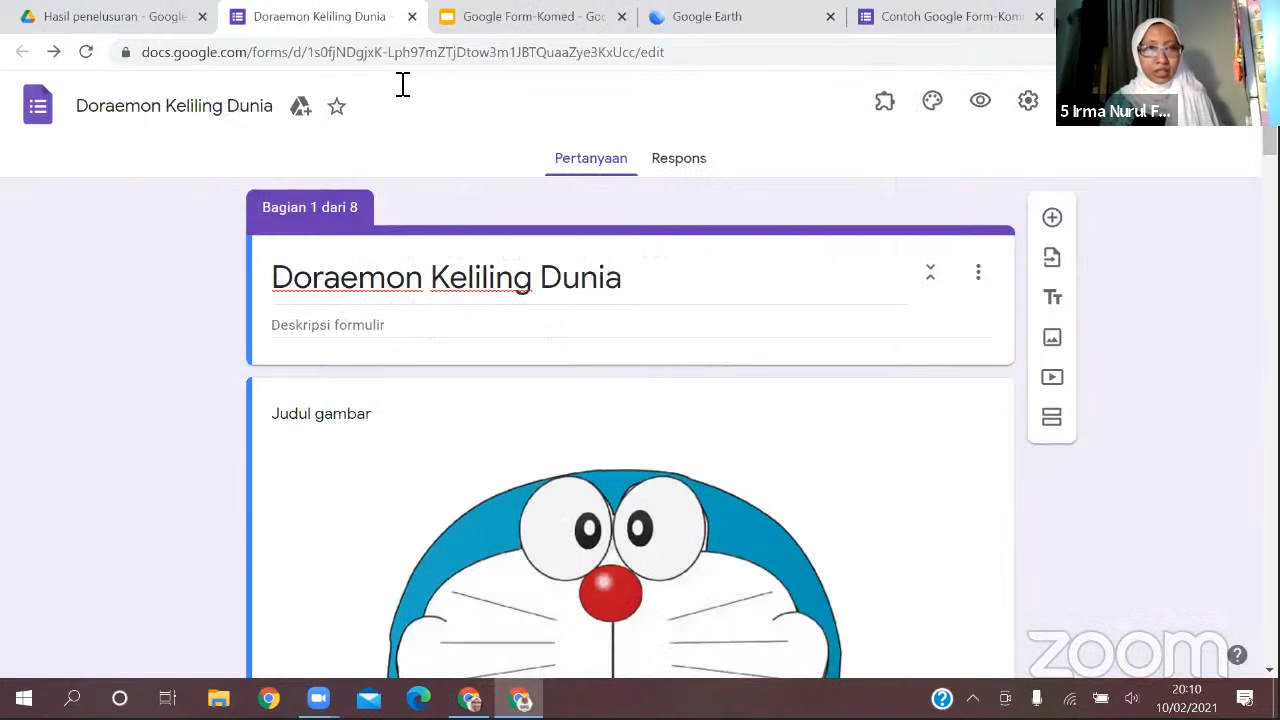 Hasil penelusuran - Google
Doraemon Keliling Dunia -
Google Form-Komed - Goo
Google Earth
Contoh Google Form-Kom
docs.google.com/forms/d/1s0fjNDgjxK-Lph97mZTjDtow3m1JBTQuaaZye3KxUcc/edit
Doraemon Keliling Dunia
5 Irma Nurul F...
Pertanyaan
Respons
Bagian 1 dari 8
Doraemon Keliling Dunia
Deskripsi formulir
Judul gambar
zoom
20:10
10/02/2021